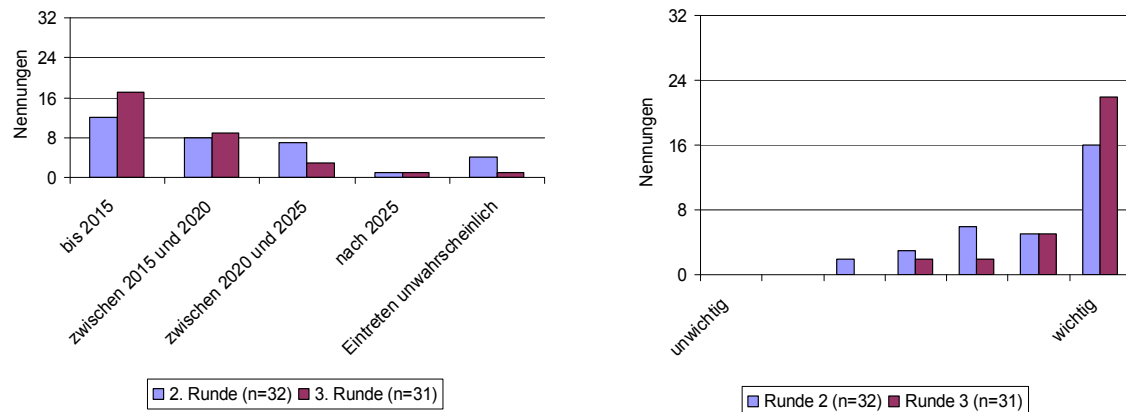 Nennungen
32
24
16
8
0
bis 2015
zwischen 2015 und 2020
zwischen 2020 und 2025
nach 2025
Eintreten unwahrscheinlich
2. Runde (n=32) 3. Runde (n=31)
Nennungen
32
24
16
8
0
unwichtig
wichtig
Runde 2 (n=32) Runde 3 (n=31)